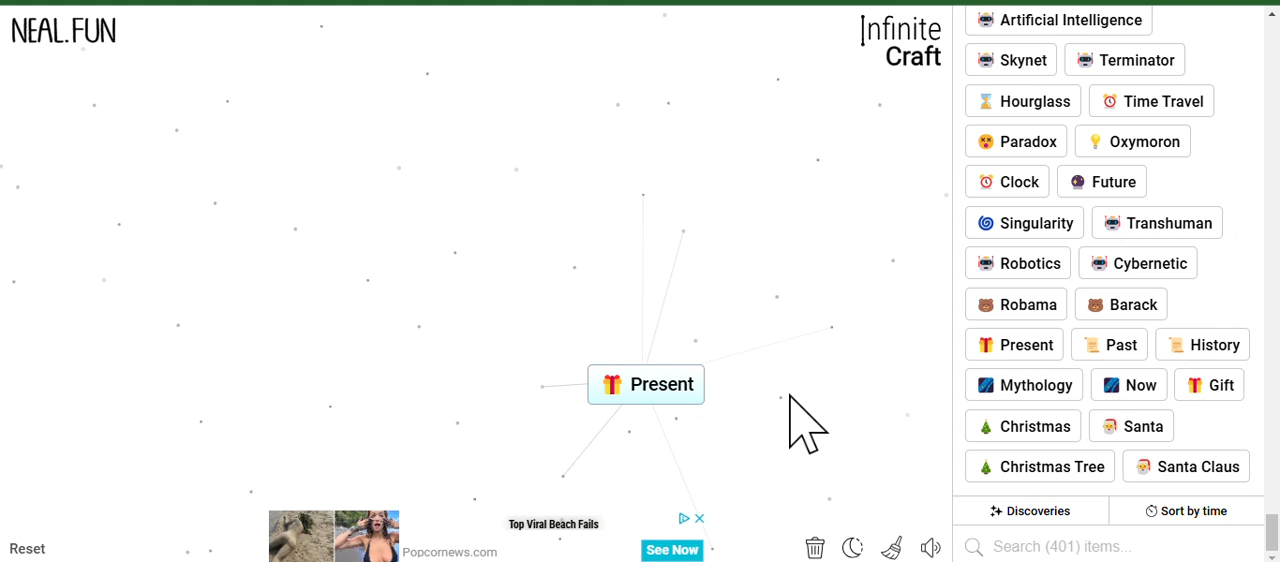 NEAL.FUN
Infinite
Craft
Present
Artificial Intelligence
Skynet Terminator
Hourglass Time Travel
Paradox Oxymoron
Clock Future
Singularity Transhuman
Robotics Cybernetic
Robama Barack
Present Past History
Mythology Now Gift
Christmas Santa
Christmas Tree Santa Claus
Discoveries Sort by time
Search (401) items...
Top Viral Beach Fails
Popcornews.com
See Now
Reset